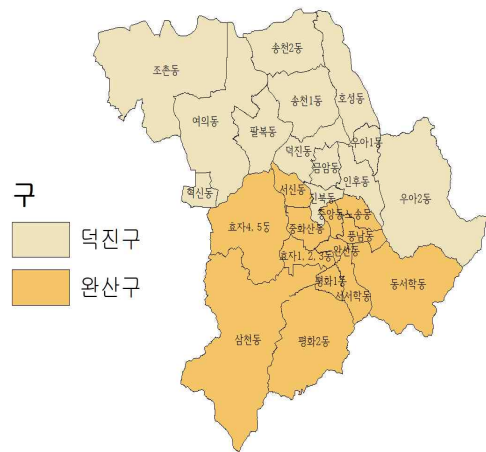 송천2동
조촌동
송천1동
호성동
여의동
팔복동
우아1동
덕진동
금암동
인후동
혁신동
우아2동
서신동
진북동
구
덕진구
완산구
효자4, 5동
중화산동
중앙동
노송동
풍남동
효자1, 2, 3동
완산동
동서학동
평화1동
서서학동
삼천동
평화2동